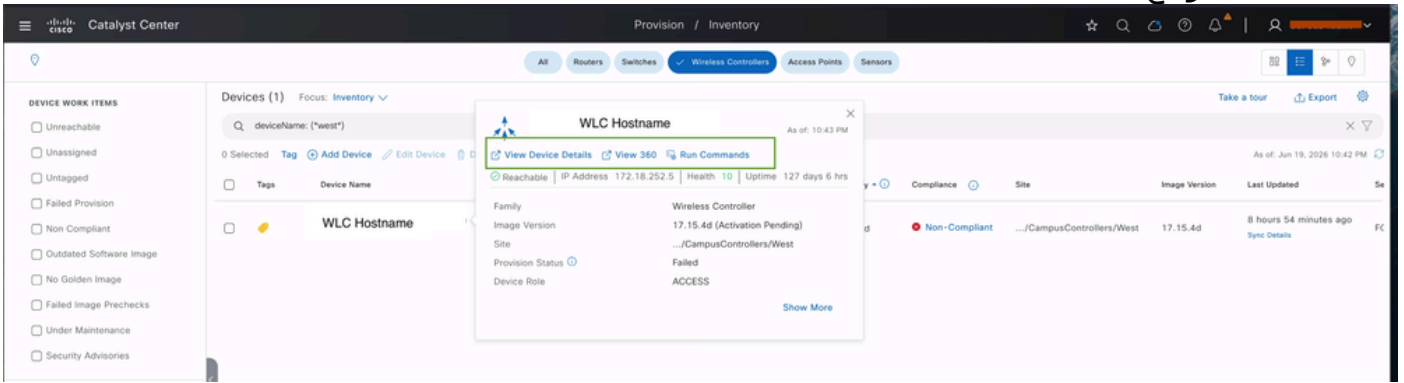 cisco Catalyst Center
Provision / Inventory
All Routers Switches Wireless Controllers Access Points Sensors
DEVICE WORK ITEMS
Unreachable
Unassigned
Untagged
Failed Provision
Non Compliant
Outdated Software Image
No Golden Image
Failed Image Prechecks
Under Maintenance
Security Advisories
Devices (1) Focus: Inventory
Take a tour Export
deviceName: (*west*)
0 Selected Tag Add Device Edit Device
As of: Jun 19, 2026 10:42 PM
Tags Device Name
Compliance Site Image Version Last Updated
WLC Hostname
Non-Compliant .../CampusControllers/West 17.15.4d 8 hours 54 minutes ago
Sync Details
WLC Hostname
As of: 10:43 PM
View Device Details View 360 Run Commands
Reachable | IP Address 172.18.252.5 | Health 10 | Uptime 127 days 6 hrs
Family Wireless Controller
Image Version 17.15.4d (Activation Pending)
Site .../CampusControllers/West
Provision Status Failed
Device Role ACCESS
Show More